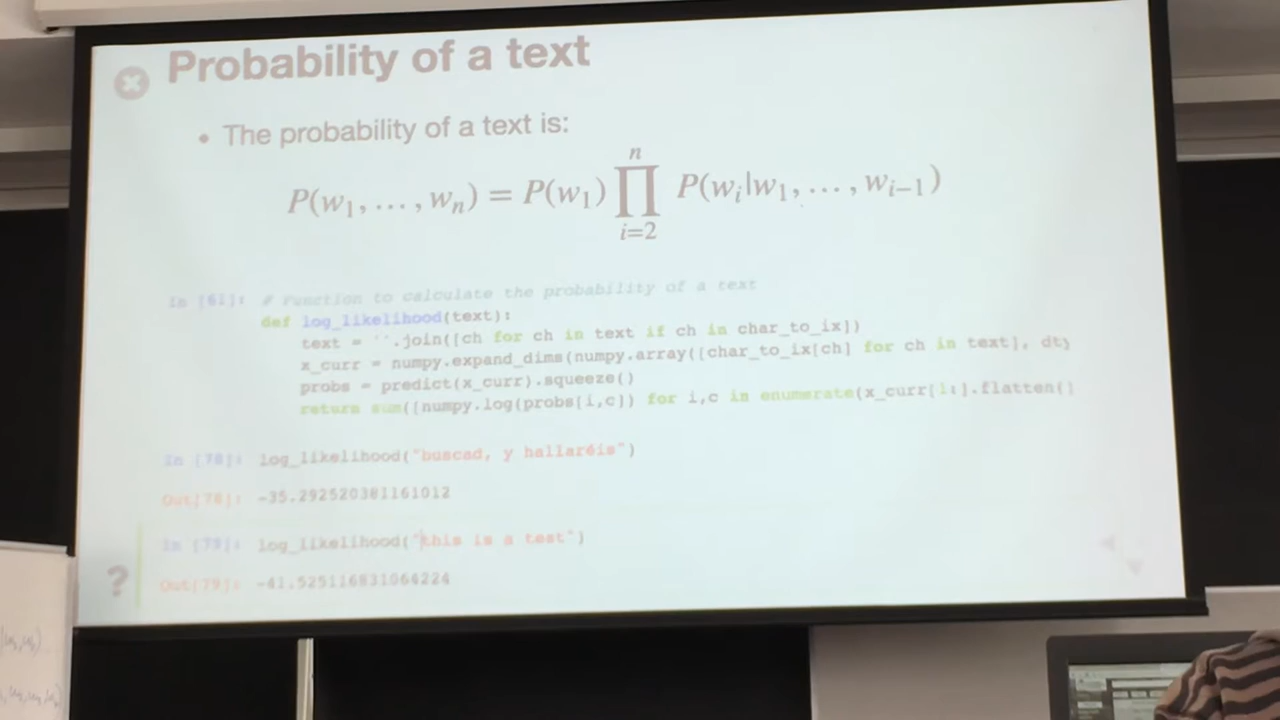 Probability of a text
• The probability of a text is:
P(w₁, …, wₙ) = P(w₁) ∏ⁿᵢ₌₂ P(wᵢ|w₁, …, wᵢ₋₁)
In [61]: # Function to calculate the probability of a text
def log_likelihood(text):
text = ''.join([ch for ch in text if ch in char_to_ix])
x_curr = numpy.expand_dims(numpy.array([char_to_ix[ch] for ch in text], dty
probs = predict(x_curr).squeeze()
return sum([numpy.log(probs[i,c]) for i,c in enumerate(x_curr[1:].flatten()
In [78]: log_likelihood("buscad, y hallaréis")
Out[78]: -35.292520381161012
In [79]: log_likelihood("this is a test")
?
Out[79]: -41.525116831064224